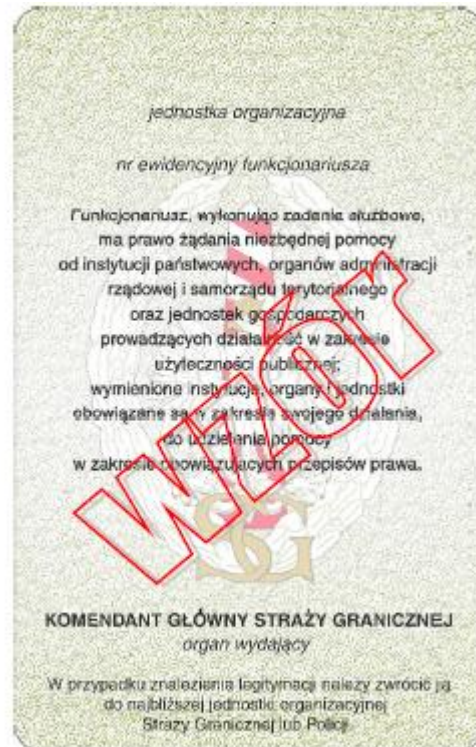 jednostka organizacyjna
nr ewidencyjny funkcjonariusza
Funkcjonariusz, wykonując zadania służbowe,
ma prawo żądania niezbędnej pomocy
od instytucji państwowych, organów administracji
rządowej i samorządu terytorialnego
oraz jednostek gospodarczych
prowadzących działalność w zakresie
użyteczności publicznej;
wymienione instytucje, organy i jednostki
obowiązane są w zakresie swojego działania,
do udzielenia pomocy
w zakresie obowiązujących przepisów prawa.
wzór
SG
KOMENDANT GŁÓWNY STRAŻY GRANICZNEJ
organ wydający
W przypadku znalezienia legitymacji należy zwrócić ją
do najbliższej jednostki organizacyjnej
Straży Granicznej lub Policji